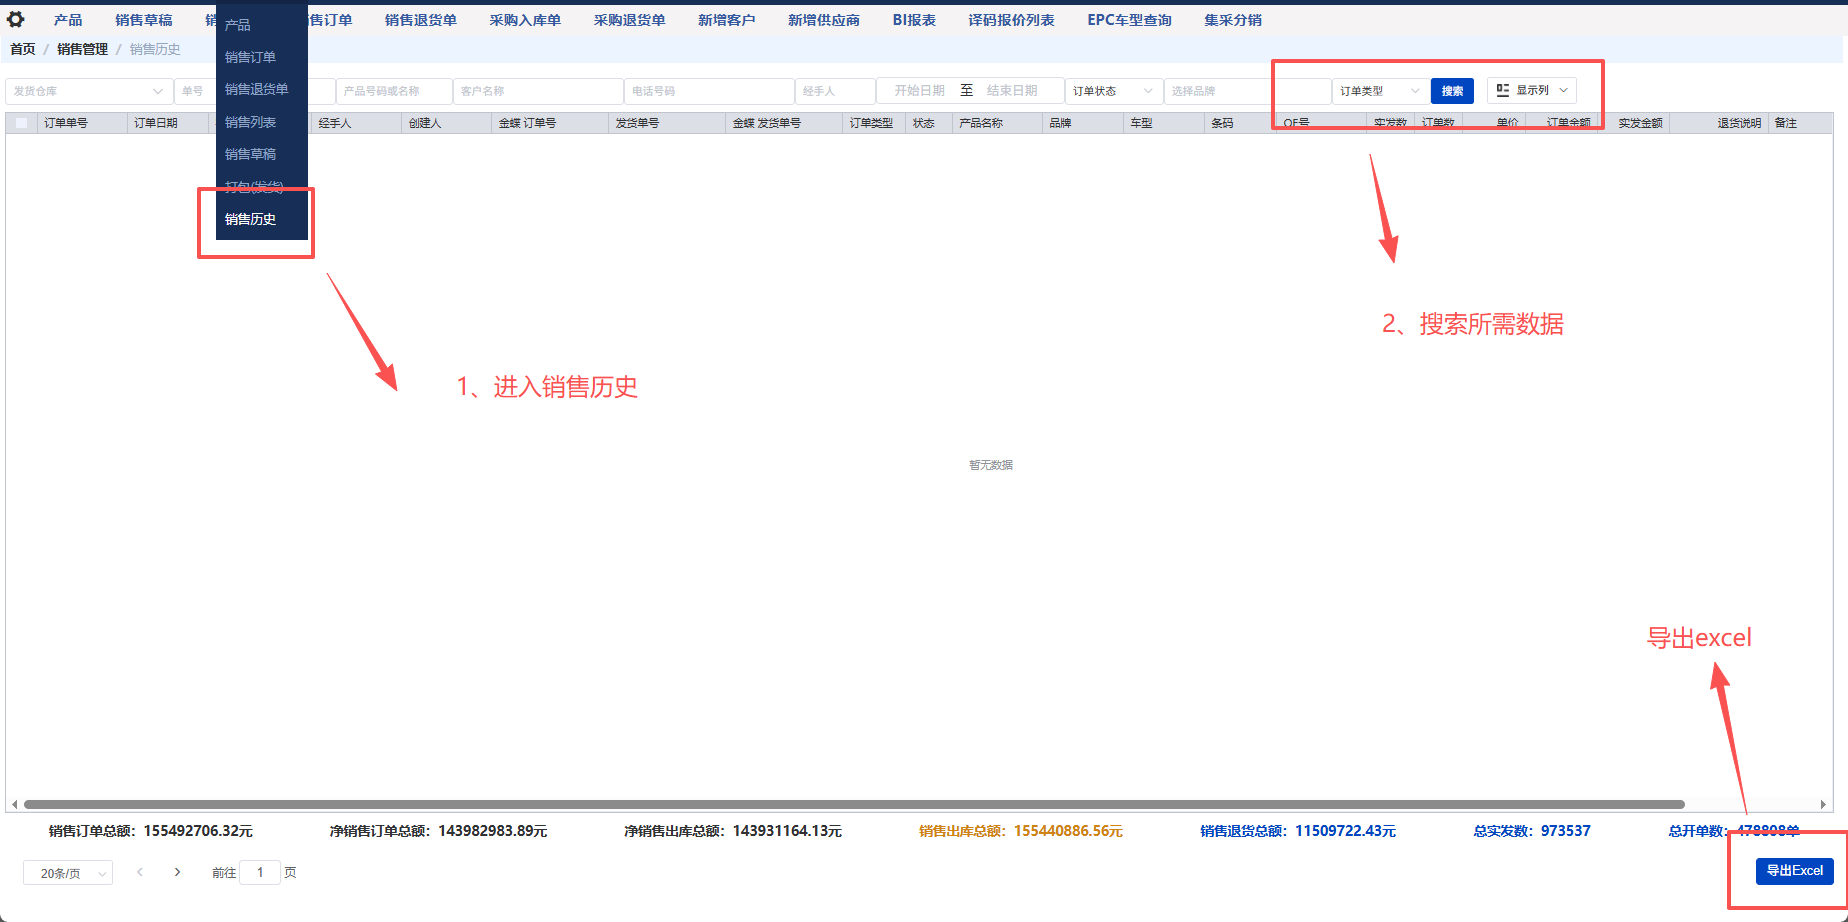 产品 销售草稿 销 售订单 销售退货单 采购入库单 采购退货单 新增客户 新增供应商 BI报表 译码报价列表 EPC车型查询 集采分销
首页 / 销售管理 / 销售历史
产品
销售订单
销售退货单
销售列表
销售草稿
打包(发货)
销售历史
发货仓库 单号 产品号码或名称 客户名称 电话号码 经手人 开始日期 至 结束日期 订单状态 选择品牌 订单类型 搜索 显示列
订单单号 订单日期 经手人 创建人 金蝶 订单号 发货单号 金蝶 发货单号 订单类型 状态 产品名称 品牌 车型 条码 OE号 实发数 订单数 单价 订单金额 实发金额 退货说明 备注
2、搜索所需数据
1、进入销售历史
暂无数据
导出excel
销售订单总额：155492706.32元 净销售订单总额：143982983.89元 净销售出库总额：143931164.13元 销售出库总额：155440886.56元 销售退货总额：11509722.43元 总实发数：973537 总开单数：478808单
20条/页 前往 1 页
导出Excel